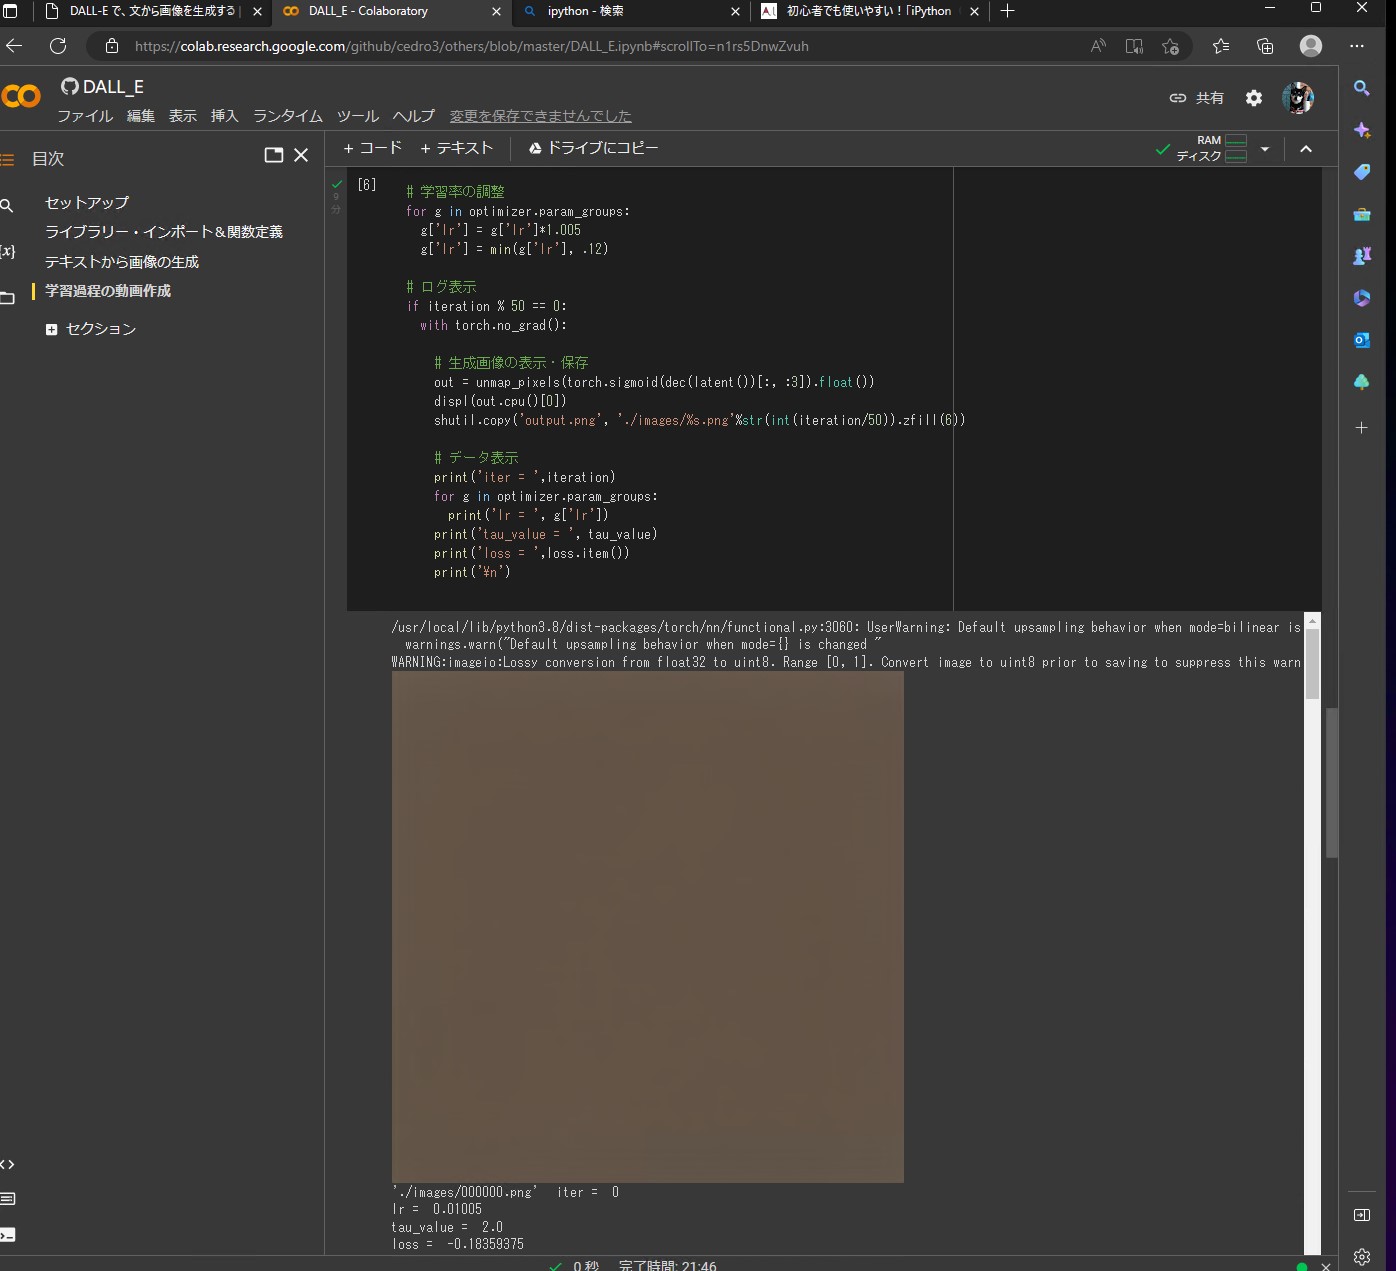 DALL-E で、文から画像を生成する |
DALL_E - Colaboratory
ipython - 検索
初心者でも使いやすい！「iPython
https://colab.research.google.com/github/cedro3/others/blob/master/DALL_E.ipynb#scrollTo=n1rs5DnwZvuh
DALL_E
ファイル 編集 表示 挿入 ランタイム ツール ヘルプ 変更を保存できませんでした
共有
目次
+ コード + テキスト ドライブにコピー
RAM
ディスク
セットアップ
ライブラリー・インポート＆関数定義
テキストから画像の生成
学習過程の動画作成
セクション
{x}
[6]
9
分
# 学習率の調整
for g in optimizer.param_groups:
g['lr'] = g['lr']*1.005
g['lr'] = min(g['lr'], .12)
# ログ表示
if iteration % 50 == 0:
with torch.no_grad():
# 生成画像の表示・保存
out = unmap_pixels(torch.sigmoid(dec(latent())[:, :3]).float())
displ(out.cpu()[0])
shutil.copy('output.png', './images/%s.png'%str(int(iteration/50)).zfill(6))
# データ表示
print('iter = ',iteration)
for g in optimizer.param_groups:
print('lr = ', g['lr'])
print('tau_value = ', tau_value)
print('loss = ',loss.item())
print('¥n')
/usr/local/lib/python3.8/dist-packages/torch/nn/functional.py:3060: UserWarning: Default upsampling behavior when mode=bilinear is
warnings.warn("Default upsampling behavior when mode={} is changed "
WARNING:imageio:Lossy conversion from float32 to uint8. Range [0, 1]. Convert image to uint8 prior to saving to suppress this warn
'./images/000000.png' iter = 0
lr = 0.01005
tau_value = 2.0
loss = -0.18359375
0 秒 完了時間: 21:46